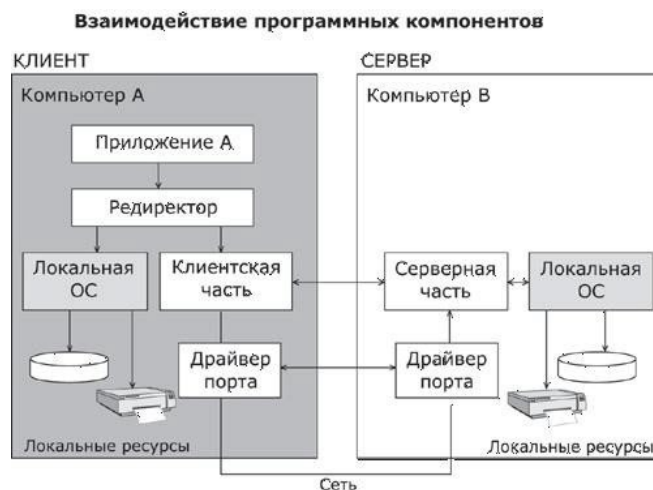 Взаимодействие программных компонентов
КЛИЕНТ
Компьютер А
Приложение А
Редиректор
Локальная
ОС
Клиентская
часть
Драйвер
порта
Локальные ресурсы
СЕРВЕР
Компьютер В
Серверная
часть
Локальная
ОС
Драйвер
порта
Локальные ресурсы
Сеть